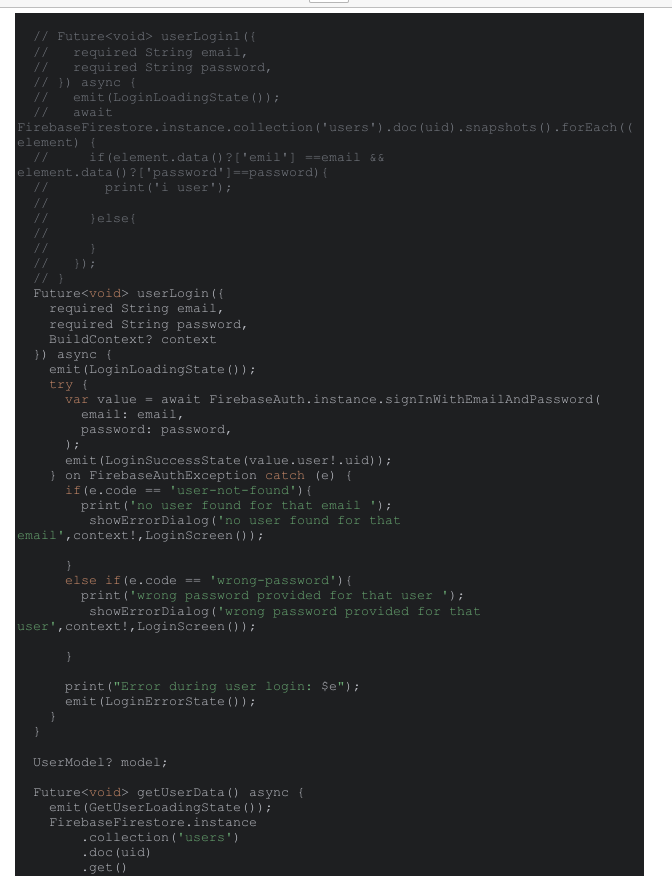 // Future<void> userLogin1({
//   required String email,
//   required String password,
// }) async {
//   emit(LoginLoadingState());
//   await
FirebaseFirestore.instance.collection('users').doc(uid).snapshots().forEach((
element) {
//     if(element.data()?['emil'] ==email &&
element.data()?['password']==password){
//       print('i user');
//
//     }else{
//
//     }
//   });
// }
Future<void> userLogin({
  required String email,
  required String password,
  BuildContext? context
}) async {
  emit(LoginLoadingState());
  try {
    var value = await FirebaseAuth.instance.signInWithEmailAndPassword(
      email: email,
      password: password,
    );
    emit(LoginSuccessState(value.user!.uid));
  } on FirebaseAuthException catch (e) {
    if(e.code == 'user-not-found'){
      print('no user found for that email ');
       showErrorDialog('no user found for that
email',context!,LoginScreen());
    }
    else if(e.code == 'wrong-password'){
      print('wrong password provided for that user ');
       showErrorDialog('wrong password provided for that
user',context!,LoginScreen());
    }
    print("Error during user login: $e");
    emit(LoginErrorState());
  }
}
UserModel? model;
Future<void> getUserData() async {
  emit(GetUserLoadingState());
  FirebaseFirestore.instance
      .collection('users')
      .doc(uid)
      .get()